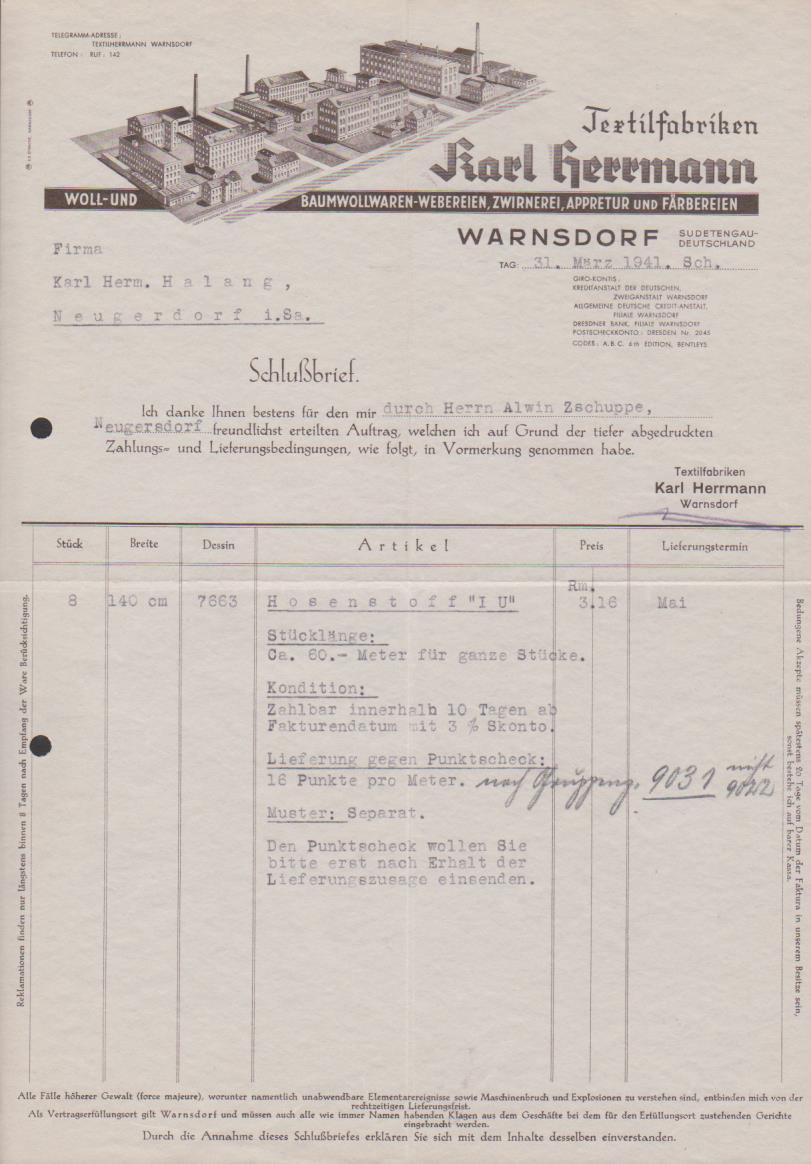 TELEGRAMM-ADRESSE:
TEXTILHERRMANN WARNSDORF
TELEFON: RUF: 142
Textilfabriken
Karl Herrmann
WOLL-UND BAUMWOLLWAREN-WEBEREIEN, ZWIRNEREI, APPRETUR UND FÄRBEREIEN
WARNSDORF SUDETENGAU-
DEUTSCHLAND
TAG: 31. März 1941. Sch.
Firma
Karl Herm. Halang,
Neugerdorf i.Sa.
GIRO-KONTIS:
KREDITANSTALT DER DEUTSCHEN,
ZWEIGANSTALT WARNSDORF
ALLGEMEINE DEUTSCHE CREDIT-ANSTALT,
FILIALE WARNSDORF
DRESDNER BANK, FILIALE WARNSDORF
POSTSCHECKKONTO: DRESDEN Nr. 2045
CODES: A.B.C. 6th EDITION, BENTLEYS
Schlußbrief.
Ich danke Ihnen bestens für den mir durch Herrn Alwin Zschuppe,
Neugersdorf freundlichst erteilten Auftrag, welchen ich auf Grund der tiefer abgedruckten
Zahlungs= und Lieferungsbedingungen, wie folgt, in Vormerkung genommen habe.
Textilfabriken
Karl Herrmann
Warnsdorf
Stück Breite Dessin Artikel Preis Lieferungstermin
Rm.
8 140 cm 7663 Hosenstoff "I U" 3.16 Mai
Stücklänge:
Ca. 60.- Meter für ganze Stücke.
Kondition:
Zahlbar innerhalb 10 Tagen ab
Fakturendatum mit 3 % Skonto.
Lieferung gegen Punktscheck:
16 Punkte pro Meter. nach Gruppeng. 9031 nicht
9022
Muster: Separat.
Den Punktscheck wollen Sie
bitte erst nach Erhalt der
Lieferungszusage einsenden.
Reklamationen finden nur längstens binnen 8 Tagen nach Empfang der Ware Berücksichtigung.
Bedungene Akzepte müssen spätestens 20 Tage vom Datum der Faktura in unserem Besitze sein,
sonst bestehe ich auf barer Kassa.
Alle Fälle höherer Gewalt (force majeure), worunter namentlich unabwendbare Elementarereignisse sowie Maschinenbruch und Explosionen zu verstehen sind, entbinden mich von der
rechtzeitigen Lieferungsfrist.
Als Vertragserfüllungsort gilt Warnsdorf und müssen auch alle wie immer Namen habenden Klagen aus dem Geschäfte bei dem für den Erfüllungsort zustehenden Gerichte
eingebracht werden.
Durch die Annahme dieses Schlußbriefes erklären Sie sich mit dem Inhalte desselben einverstanden.